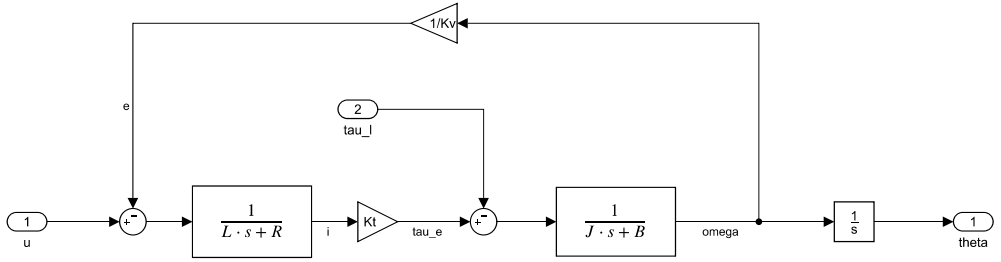 1/Kv
e
2
tau_l
1
u
+
-
1
L · s + R
i
Kt
tau_e
+
-
1
J · s + B
omega
1
s
1
theta